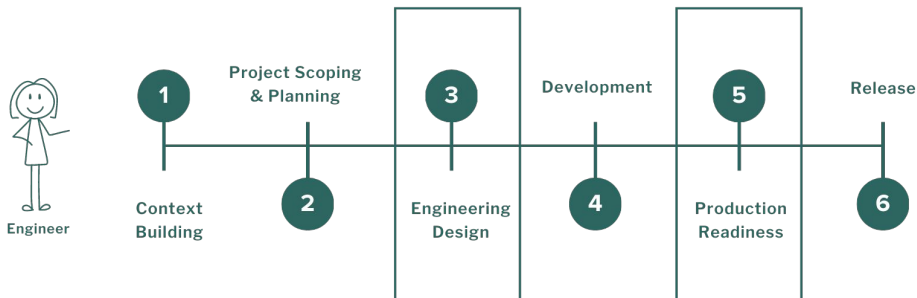 Engineer
1
Context
Building
Project Scoping
& Planning
2
3
Engineering
Design
Development
4
5
Production
Readiness
Release
6